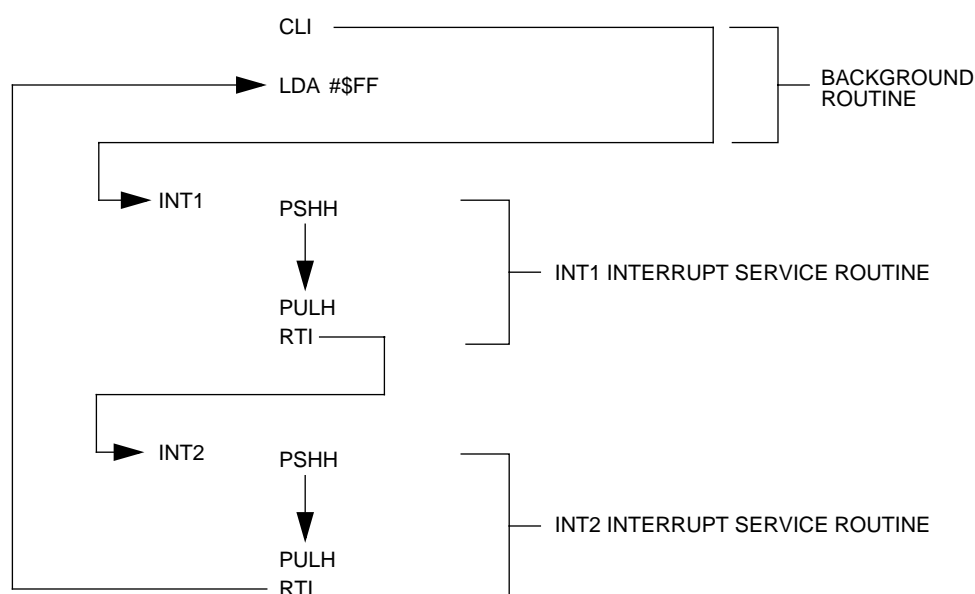 CLI
LDA #$FF
BACKGROUND
ROUTINE
INT1
PSHH
INT1 INTERRUPT SERVICE ROUTINE
PULH
RTI
INT2
PSHH
INT2 INTERRUPT SERVICE ROUTINE
PULH
RTI